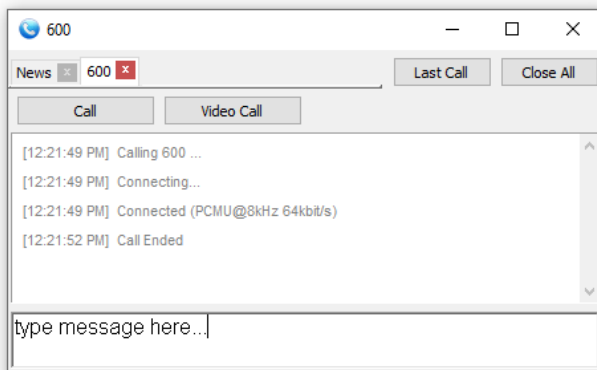 600
News x 600 x Last Call Close All
Call Video Call
[12:21:49 PM] Calling 600 ...
[12:21:49 PM] Connecting...
[12:21:49 PM] Connected (PCMU@8kHz 64kbit/s)
[12:21:52 PM] Call Ended
type message here...